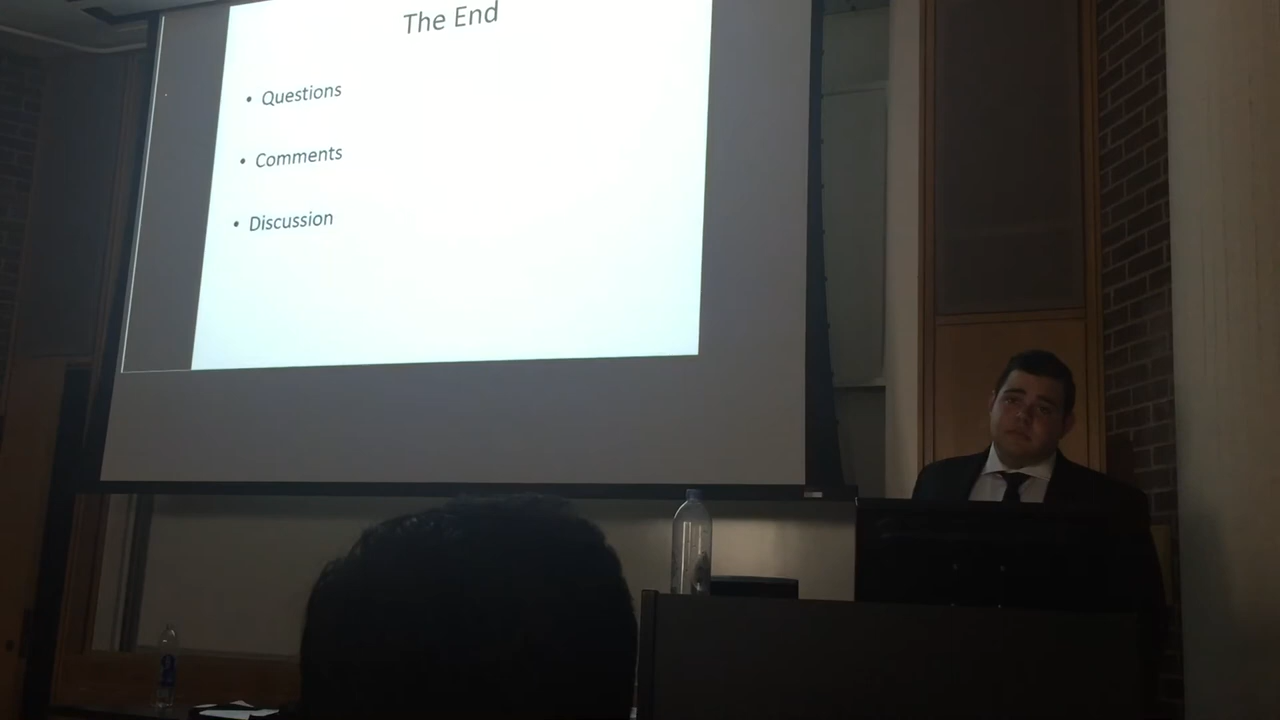 The End
• Questions
• Comments
• Discussion